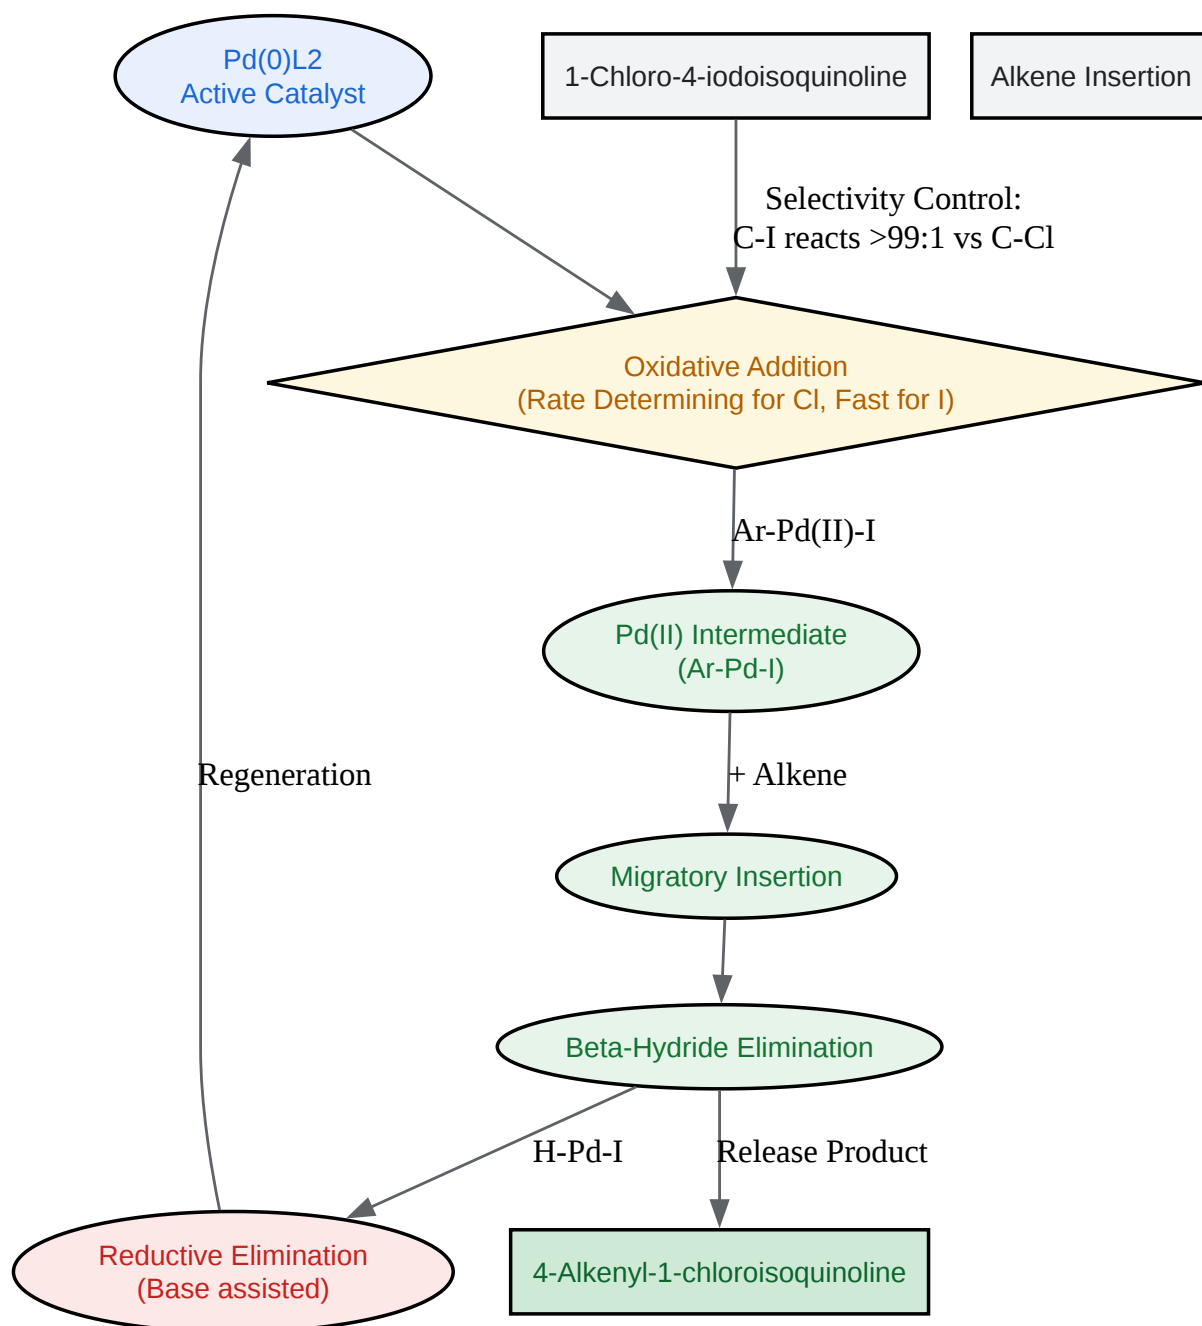 Pd(0)L2
Active Catalyst
1-Chloro-4-iodoisoquinoline
Alkene Insertion
Selectivity Control:
C-I reacts >99:1 vs C-Cl
Oxidative Addition
(Rate Determining for Cl, Fast for I)
Ar-Pd(II)-I
Pd(II) Intermediate
(Ar-Pd-I)
+ Alkene
Regeneration
Migratory Insertion
Beta-Hydride Elimination
H-Pd-I
Release Product
Reductive Elimination
(Base assisted)
4-Alkenyl-1-chloroisoquinoline